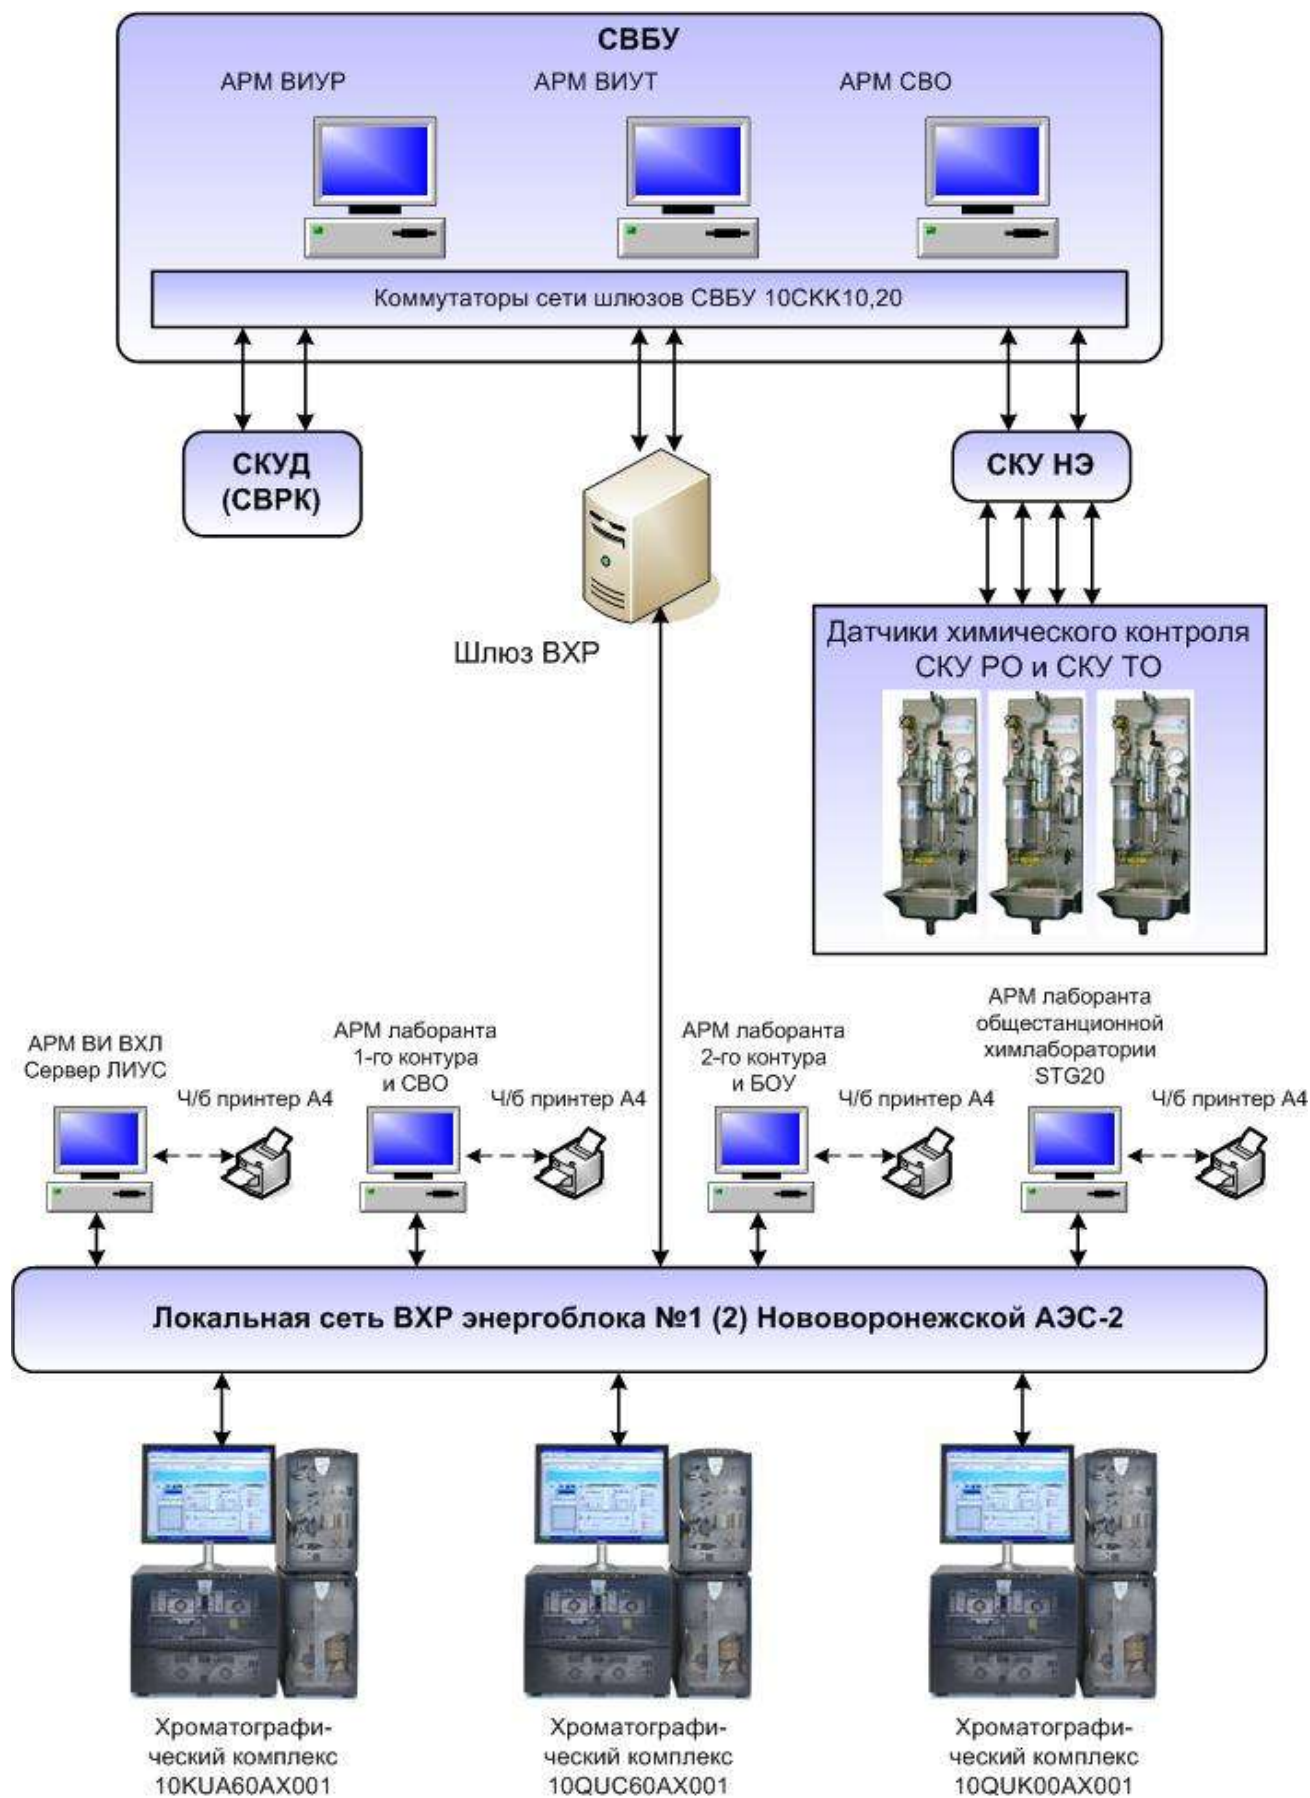 СВБУ
АРМ ВИУР
АРМ ВИУТ
АРМ СВО
Коммутаторы сети шлюзов СВБУ 10СКК10,20
СКУД
(СВРК)
СКУ НЭ
Шлюз ВХР
Датчики химического контроля
СКУ РО и СКУ ТО
АРМ ВИ ВХЛ
Сервер ЛИУС
Ч/б принтер А4
АРМ лаборанта
1-го контура
и СВО
Ч/б принтер А4
АРМ лаборанта
2-го контура
и БОУ
Ч/б принтер А4
АРМ лаборанта
общестанционной
химлаборатории
STG20
Ч/б принтер А4
Локальная сеть ВХР энергоблока №1 (2) Нововоронежской АЭС-2
Хроматографи-
ческий комплекс
10KUA60AX001
Хроматографи-
ческий комплекс
10QUC60AX001
Хроматографи-
ческий комплекс
10QUK00AX001